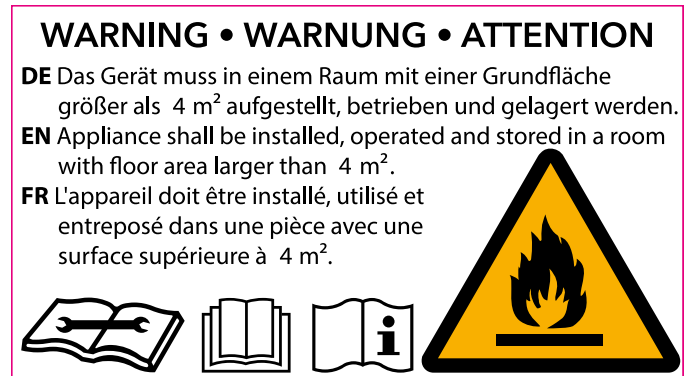 WARNING • WARNUNG • ATTENTION
DE Das Gerät muss in einem Raum mit einer Grundfläche
größer als 4 m² aufgestellt, betrieben und gelagert werden.
EN Appliance shall be installed, operated and stored in a room
with floor area larger than 4 m².
FR L'appareil doit être installé, utilisé et
entreposé dans une pièce avec une
surface supérieure à 4 m².
i